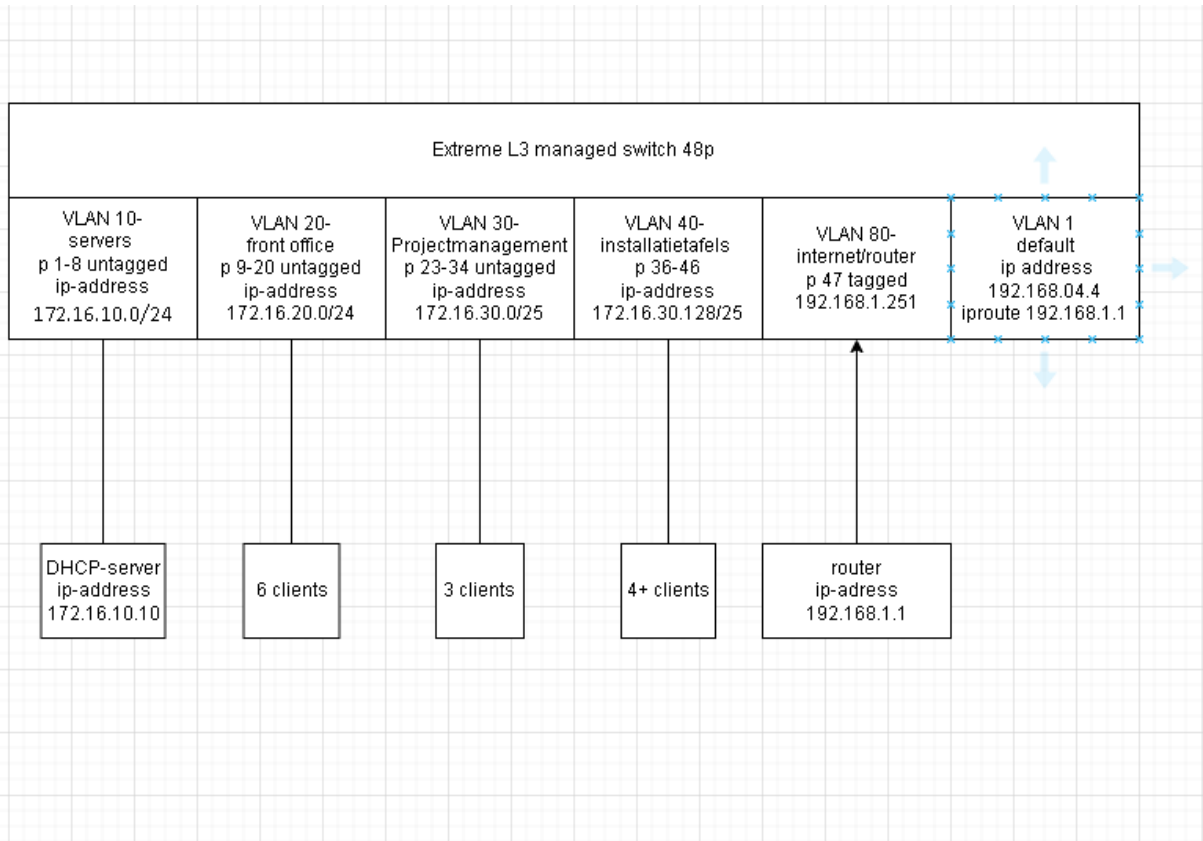 Extreme L3 managed switch 48p
VLAN 10-
servers
p 1-8 untagged
ip-address
172.16.10.0/24
VLAN 20-
front office
p 9-20 untagged
ip-address
172.16.20.0/24
VLAN 30-
Projectmanagement
p 23-34 untagged
ip-address
172.16.30.0/25
VLAN 40-
installatietafels
p 36-46
ip-address
172.16.30.128/25
VLAN 80-
internet/router
p 47 tagged
192.168.1.251
VLAN 1
default
ip address
192.168.04.4
iproute 192.168.1.1
DHCP-server
ip-address
172.16.10.10
6 clients
3 clients
4+ clients
router
ip-adress
192.168.1.1